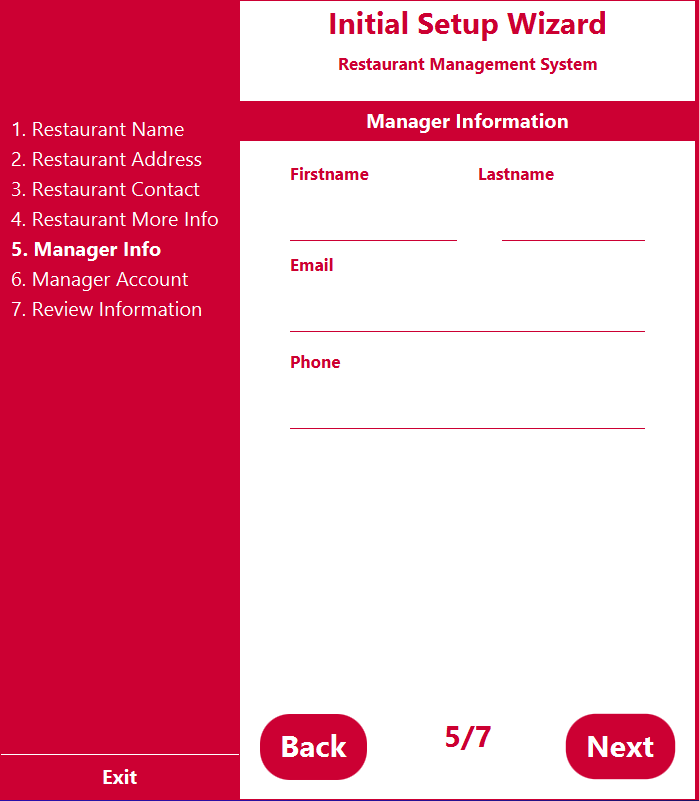 Initial Setup Wizard
Restaurant Management System
1. Restaurant Name
2. Restaurant Address
3. Restaurant Contact
4. Restaurant More Info
5. Manager Info
6. Manager Account
7. Review Information
Exit
Manager Information
Firstname Lastname
Email
Phone
Back 5/7 Next